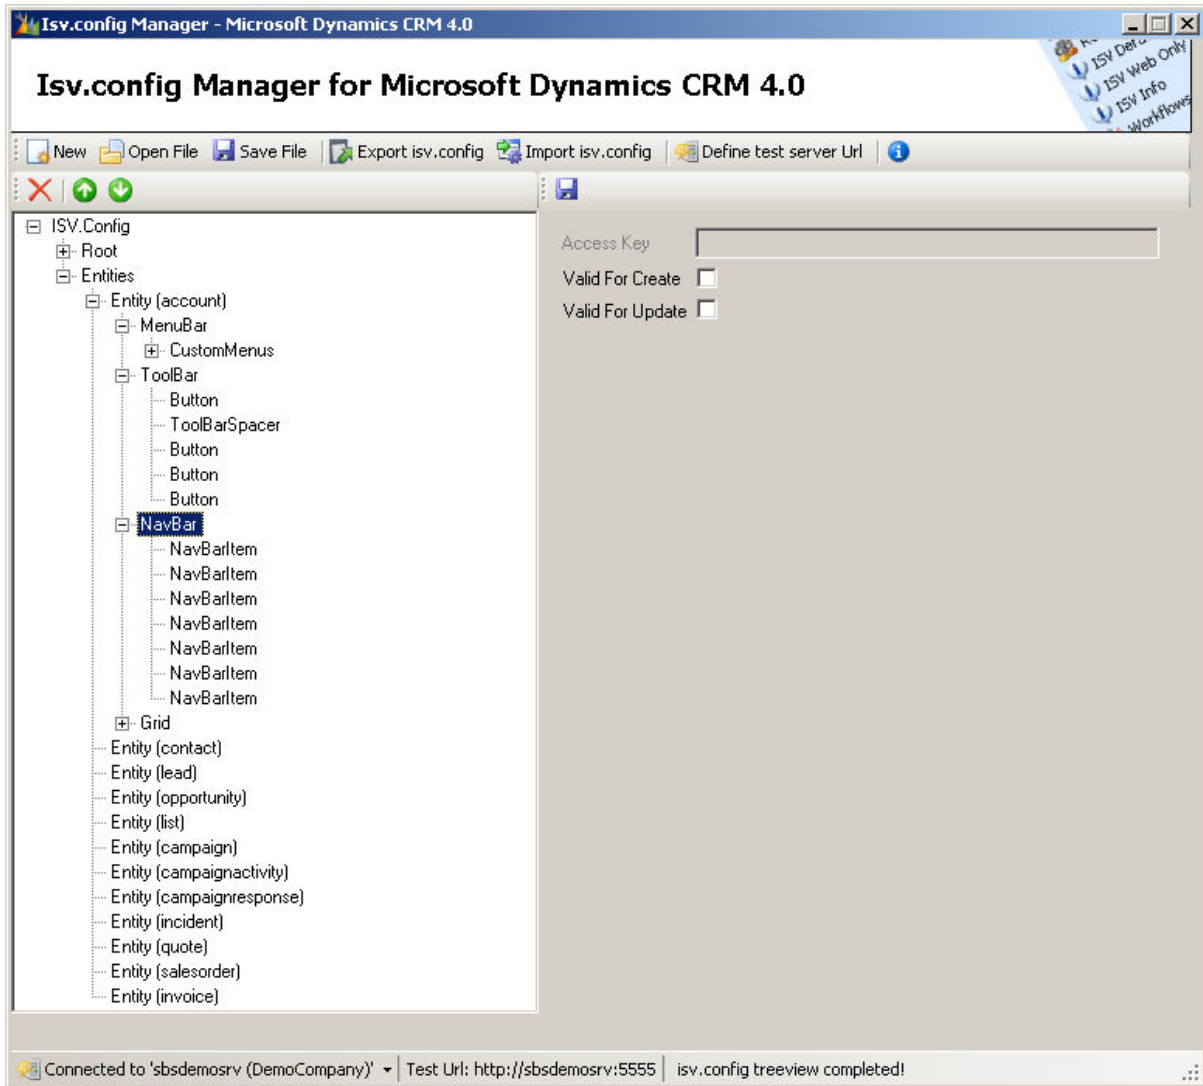 Isv.config Manager - Microsoft Dynamics CRM 4.0
Isv.config Manager for Microsoft Dynamics CRM 4.0
ISV Web Only
ISV Info
Workflows
New Open File Save File Export isv.config Import isv.config Define test server Url
ISV.Config
Root
Entities
Entity (account)
MenuBar
CustomMenus
ToolBar
Button
ToolBarSpacer
Button
Button
Button
NavBar
NavBarItem
NavBarItem
NavBarItem
NavBarItem
NavBarItem
NavBarItem
NavBarItem
Grid
Entity (contact)
Entity (lead)
Entity (opportunity)
Entity (list)
Entity (campaign)
Entity (campaignactivity)
Entity (campaignresponse)
Entity (incident)
Entity (quote)
Entity (salesorder)
Entity (invoice)
Access Key
Valid For Create
Valid For Update
Connected to 'sbsdemosrv (DemoCompany)' Test Url: http://sbsdemosrv:5555 isv.config treeview completed!